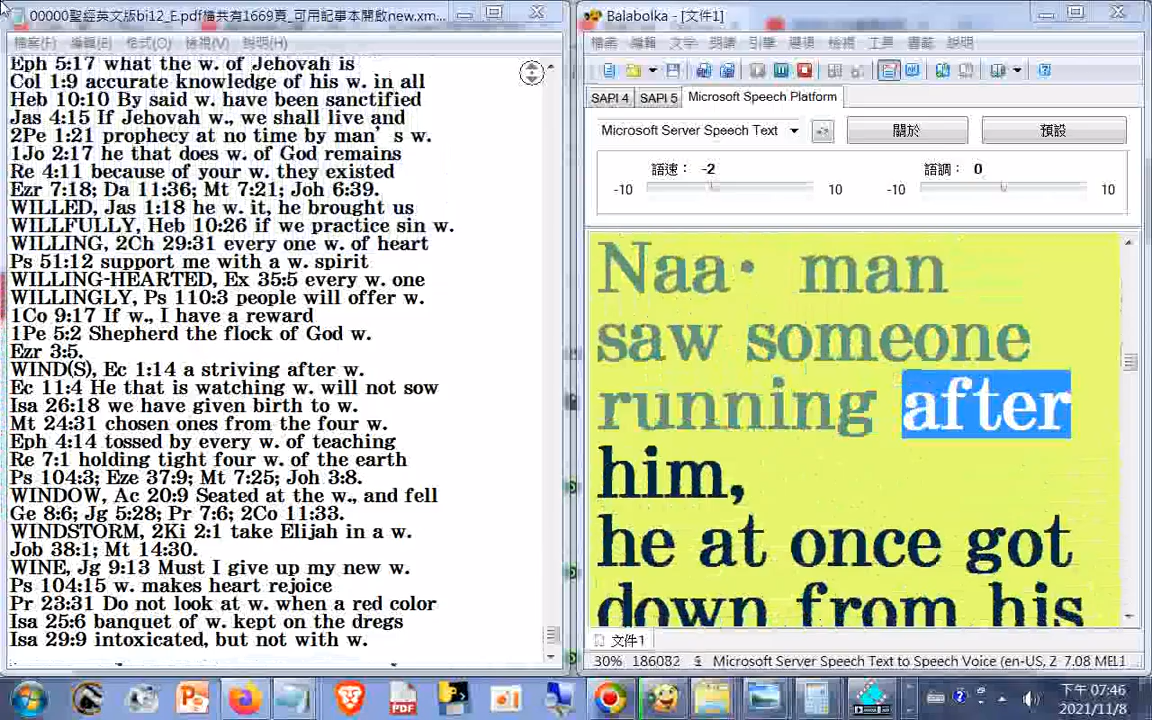 00000聖經英文版bi12_E.pdf檔共有1669頁_可用記事本開啟new.xm...
檔案(F) 編輯(E) 格式(O) 檢視(V) 說明(H)
Eph 5:17 what the w. of Jehovah is
Col 1:9 accurate knowledge of his w. in all
Heb 10:10 By said w. have been sanctified
Jas 4:15 If Jehovah w., we shall live and
2Pe 1:21 prophecy at no time by man’s w.
1Jo 2:17 he that does w. of God remains
Re 4:11 because of your w. they existed
Ezr 7:18; Da 11:36; Mt 7:21; Joh 6:39.
WILLED, Jas 1:18 he w. it, he brought us
WILLFULLY, Heb 10:26 if we practice sin w.
WILLING, 2Ch 29:31 every one w. of heart
Ps 51:12 support me with a w. spirit
WILLING-HEARTED, Ex 35:5 every w. one
WILLINGLY, Ps 110:3 people will offer w.
1Co 9:17 If w., I have a reward
1Pe 5:2 Shepherd the flock of God w.
Ezr 3:5.
WIND(S), Ec 1:14 a striving after w.
Ec 11:4 He that is watching w. will not sow
Isa 26:18 we have given birth to w.
Mt 24:31 chosen ones from the four w.
Eph 4:14 tossed by every w. of teaching
Re 7:1 holding tight four w. of the earth
Ps 104:3; Eze 37:9; Mt 7:25; Joh 3:8.
WINDOW, Ac 20:9 Seated at the w., and fell
Ge 8:6; Jg 5:28; Pr 7:6; 2Co 11:33.
WINDSTORM, 2Ki 2:1 take Elijah in a w.
Job 38:1; Mt 14:30.
WINE, Jg 9:13 Must I give up my new w.
Ps 104:15 w. makes heart rejoice
Pr 23:31 Do not look at w. when a red color
Isa 25:6 banquet of w. kept on the dregs
Isa 29:9 intoxicated, but not with w.
Balabolka - [文件1]
檔案 編輯 文字 朗讀 引擎 選項 檢視 工具 書籤 說明
SAPI 4 SAPI 5 Microsoft Speech Platform
Microsoft Server Speech Text 關於 預設
語速： -2 語調： 0
-10 10 -10 10
Naa· man
saw someone
running after
him,
he at once got
down from his
文件1
30% 186082 Microsoft Server Speech Text to Speech Voice (en-US, Z 7.08 МБ
下午 07:46
2021/11/8